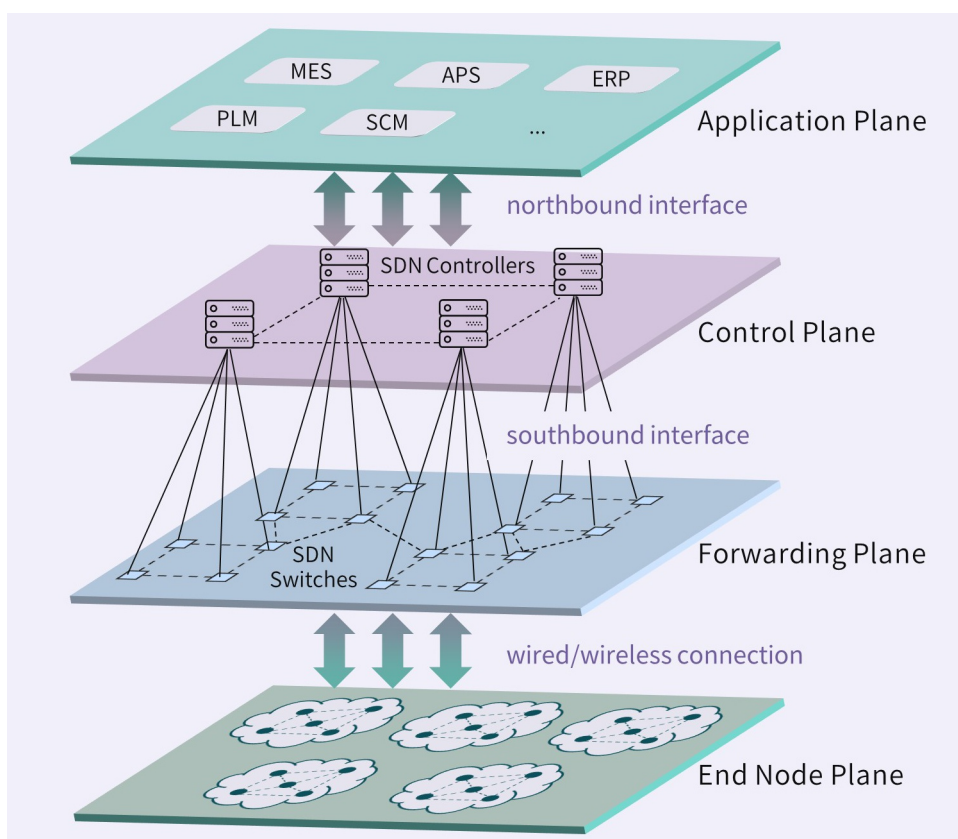 MES
APS
ERP
PLM
SCM
...
Application Plane
northbound interface
SDN Controllers
Control Plane
southbound interface
SDN
Switches
Forwarding Plane
wired/wireless connection
End Node Plane